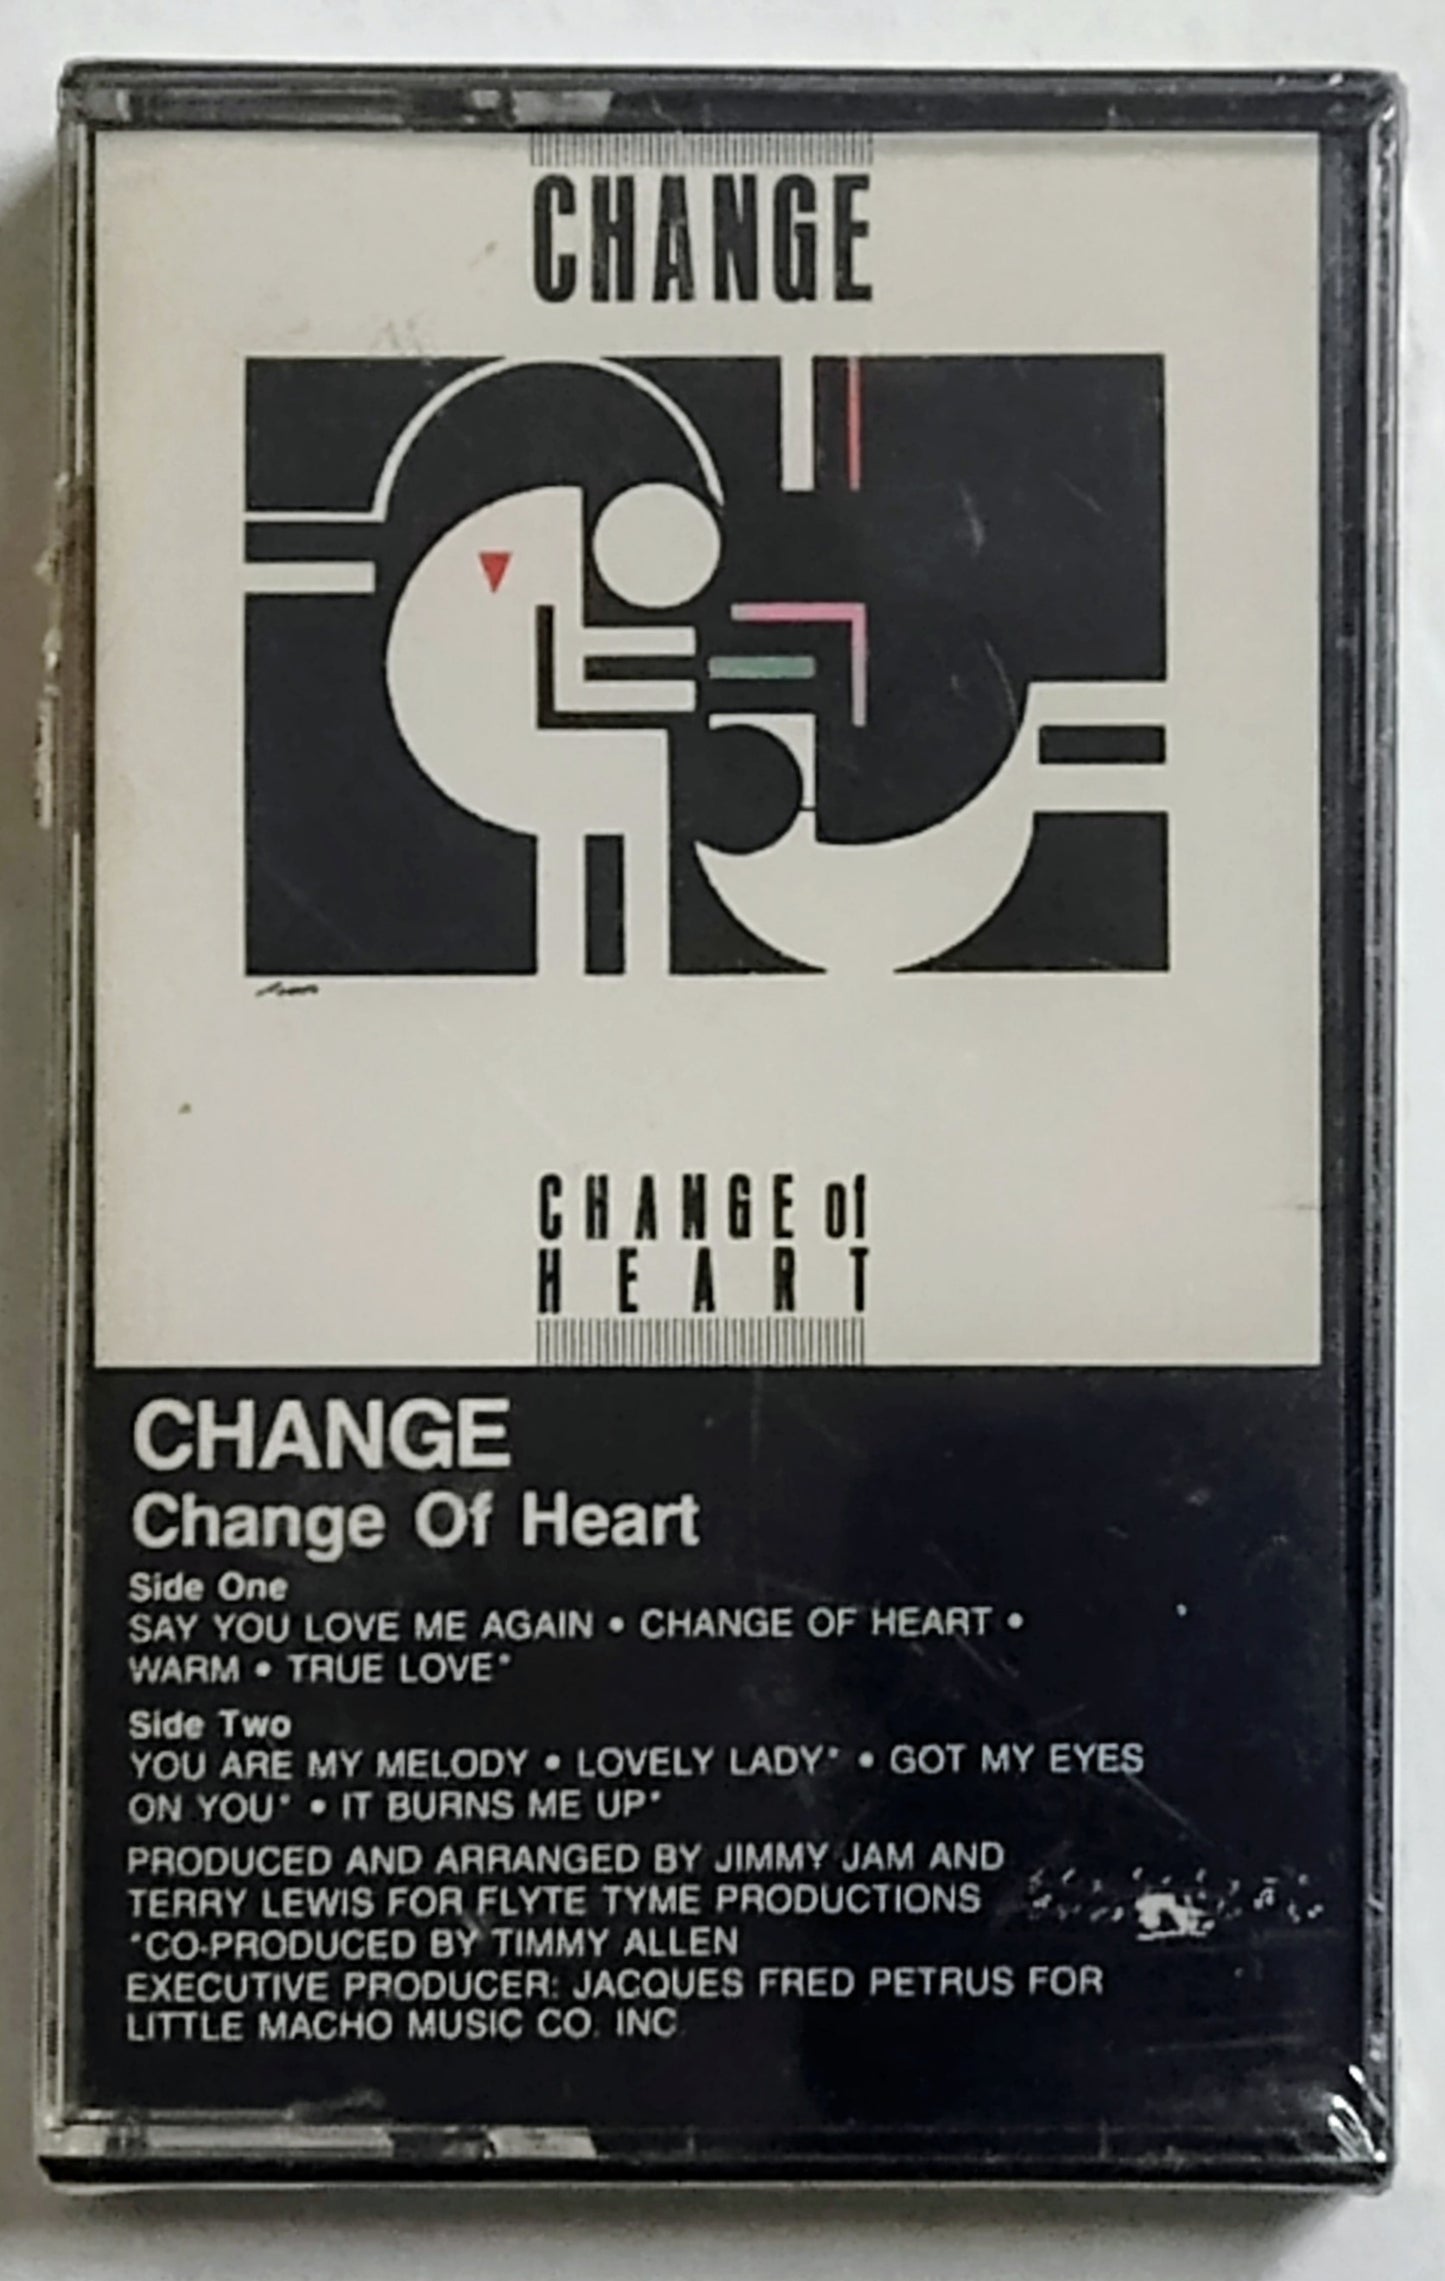 CHANGE
CHANGE of
HEART
CHANGE
Change Of Heart
Side One
SAY YOU LOVE ME AGAIN • CHANGE OF HEART •
WARM • TRUE LOVE*
Side Two
YOU ARE MY MELODY • LOVELY LADY* • GOT MY EYES
ON YOU* • IT BURNS ME UP*
PRODUCED AND ARRANGED BY JIMMY JAM AND
TERRY LEWIS FOR FLYTE TYME PRODUCTIONS
*CO-PRODUCED BY TIMMY ALLEN
EXECUTIVE PRODUCER: JACQUES FRED PETRUS FOR
LITTLE MACHO MUSIC CO. INC.